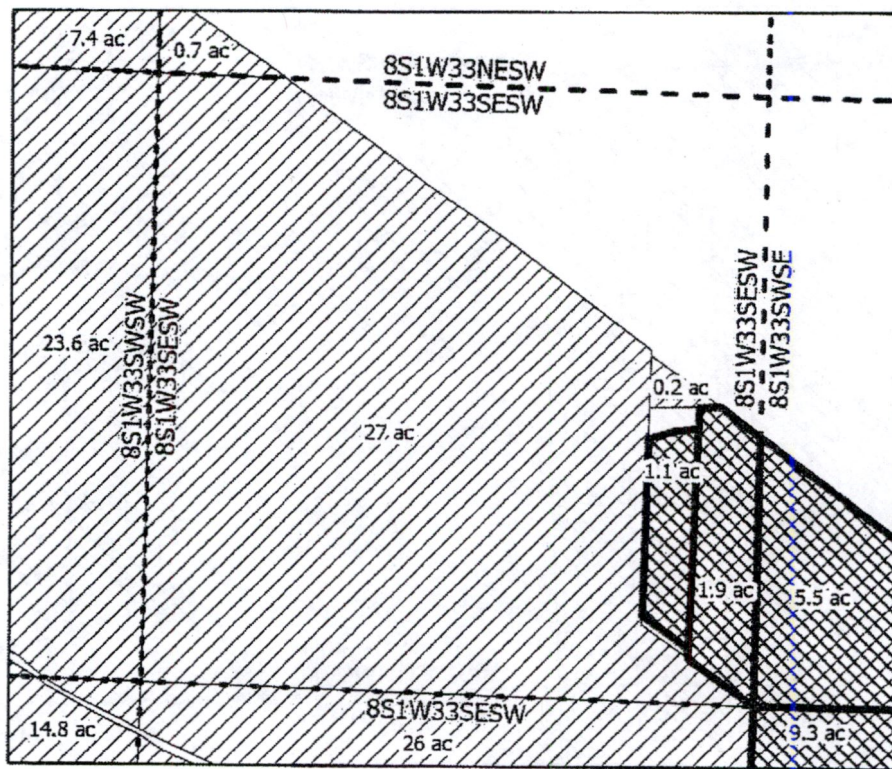 7.4 ac
0.7 ac
8S1W33NESW
8S1W33SESW
8S1W33SWSW
8S1W33SESW
8S1W33SESW
8S1W33SWSE
23.6 ac
27 ac
0.2 ac
1.1 ac
1.9 ac
5.5 ac
8S1W33SESW
14.8 ac
26 ac
9.3 ac